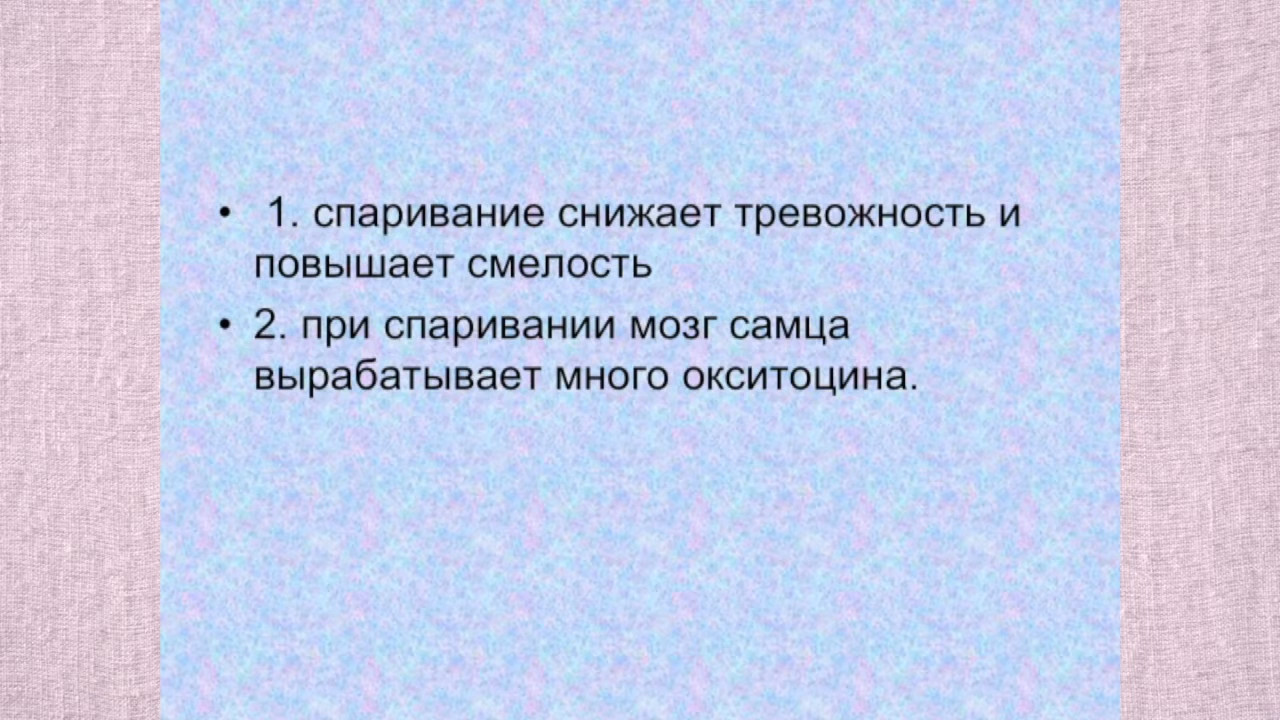 • 1. спаривание снижает тревожность и
повышает смелость
• 2. при спаривании мозг самца
вырабатывает много окситоцина.